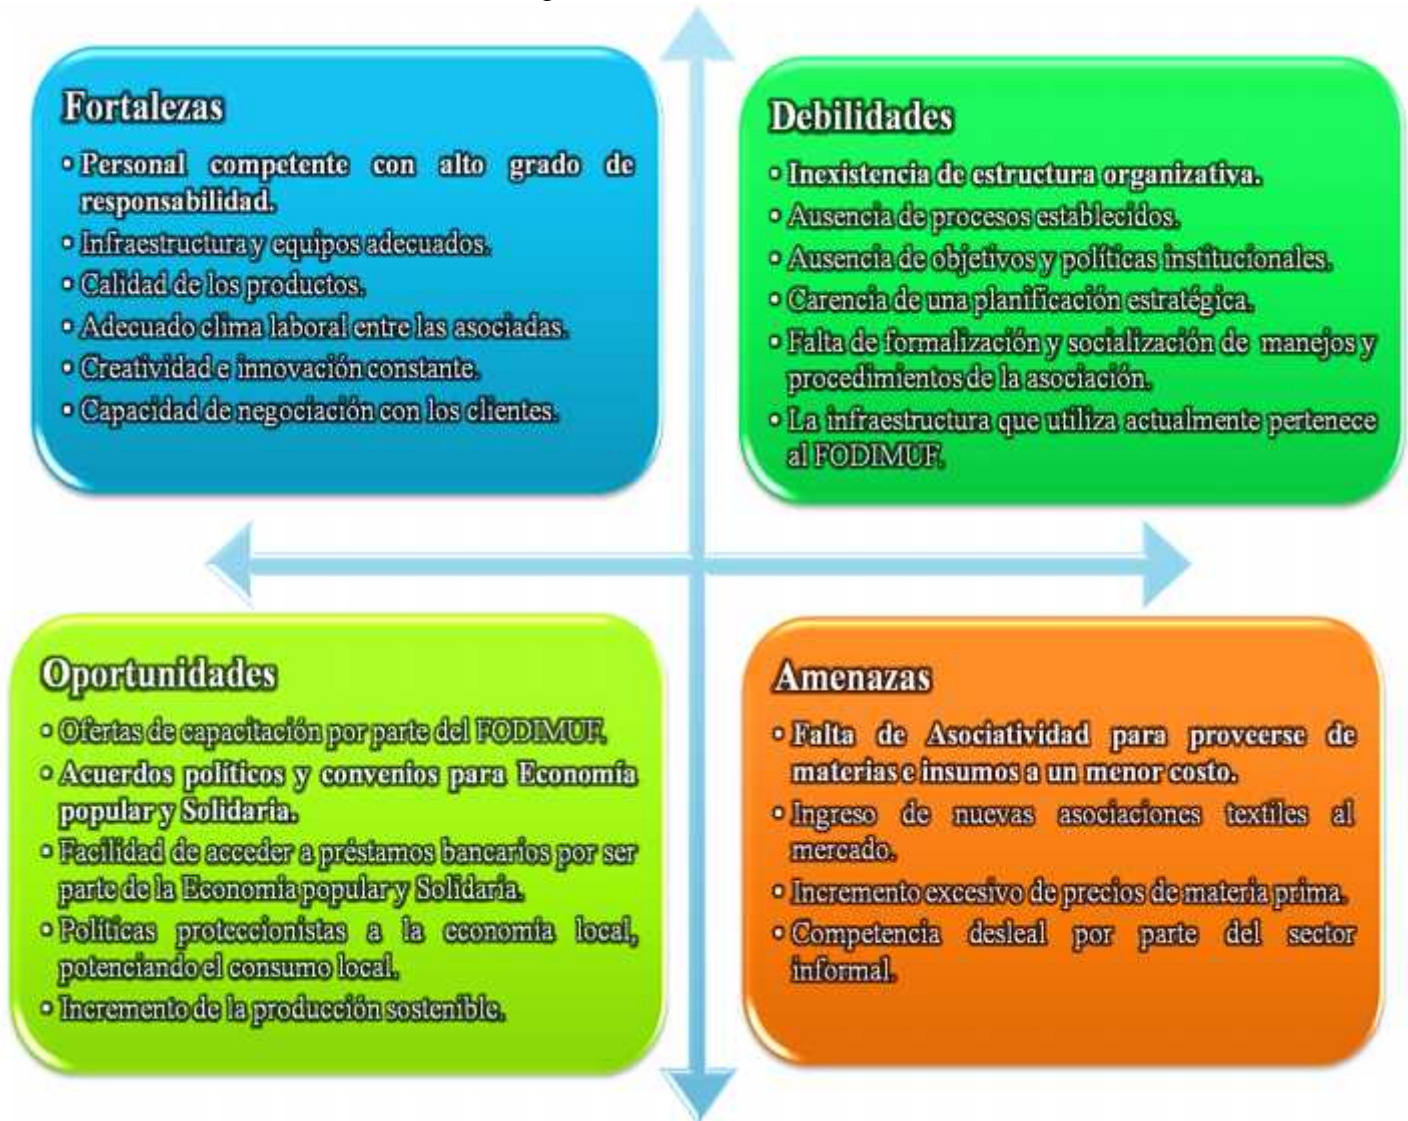 Fortalezas
• Personal competente con alto grado de
responsabilidad.
• Infraestructura y equipos adecuados.
• Calidad de los productos.
• Adecuado clima laboral entre las asociadas.
• Creatividad e innovación constante.
• Capacidad de negociación con los clientes.
Debilidades
• Inexistencia de estructura organizativa.
• Ausencia de procesos establecidos.
• Ausencia de objetivos y políticas institucionales.
• Carencia de una planificación estratégica.
• Falta de formalización y socialización de manejos y
procedimientos de la asociación.
• La infraestructura que utiliza actualmente pertenece
al FODIMUF.
Oportunidades
• Ofertas de capacitación por parte del FODIMUF.
• Acuerdos políticos y convenios para Economía
popular y Solidaria.
• Facilidad de acceder a préstamos bancarios por ser
parte de la Economía popular y Solidaria.
• Políticas proteccionistas a la economía local,
potenciando el consumo local.
• Incremento de la producción sostenible.
Amenazas
• Falta de Asociatividad para proveerse de
materias e insumos a un menor costo.
• Ingreso de nuevas asociaciones textiles al
mercado.
• Incremento excesivo de precios de materia prima.
• Competencia desleal por parte del sector
informal.